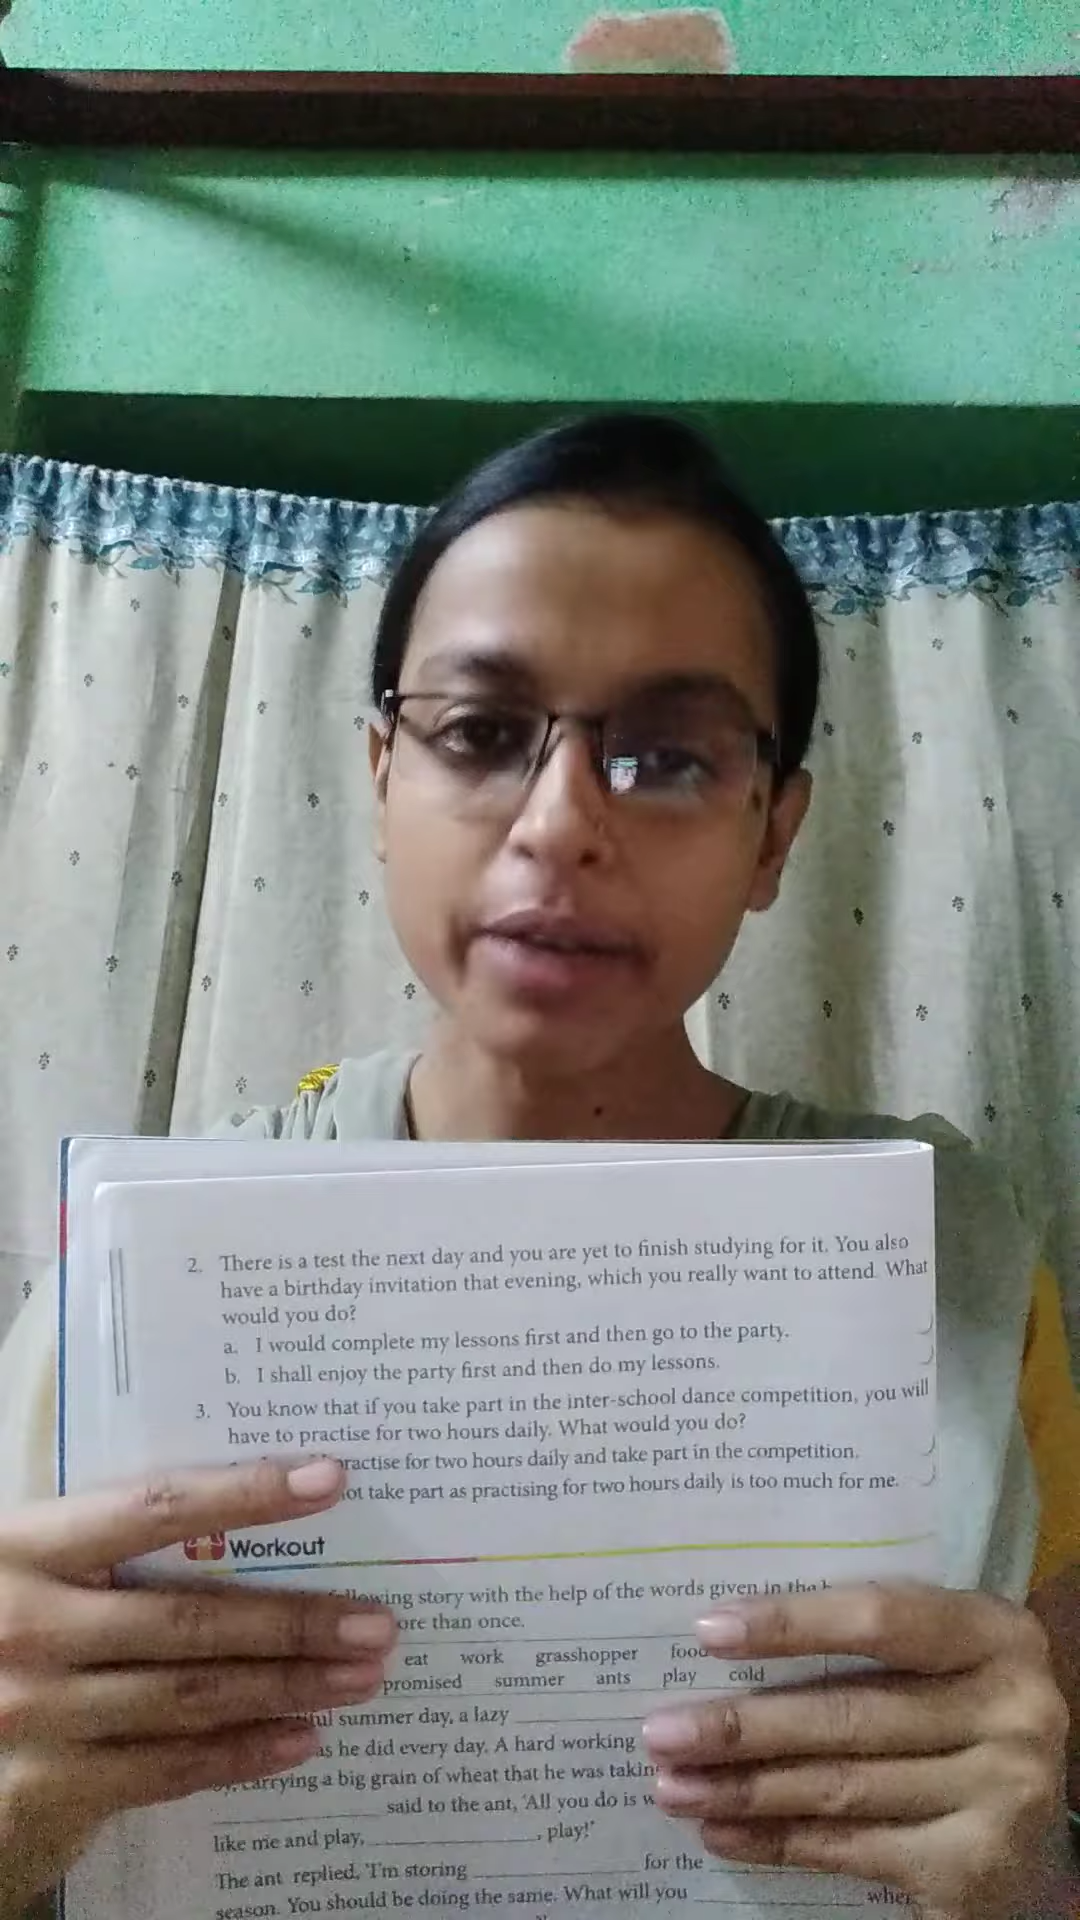 2. There is a test the next day and you are yet to finish studying for it. You also
have a birthday invitation that evening, which you really want to attend. What
would you do?
a. I would complete my lessons first and then go to the party.
b. I shall enjoy the party first and then do my lessons.
3. You know that if you take part in the inter-school dance competition, you will
have to practise for two hours daily. What would you do?
practise for two hours daily and take part in the competition.
not take part as practising for two hours daily is too much for me.
Workout
following story with the help of the words given in the
more than once.
eat work grasshopper food
promised summer ants play cold
summer day, a lazy
as he did every day. A hard working
by, carrying a big grain of wheat that he was taking
said to the ant, 'All you do is
like me and play, , play!'
The ant replied, 'I'm storing for the
season. You should be doing the same. What will you when